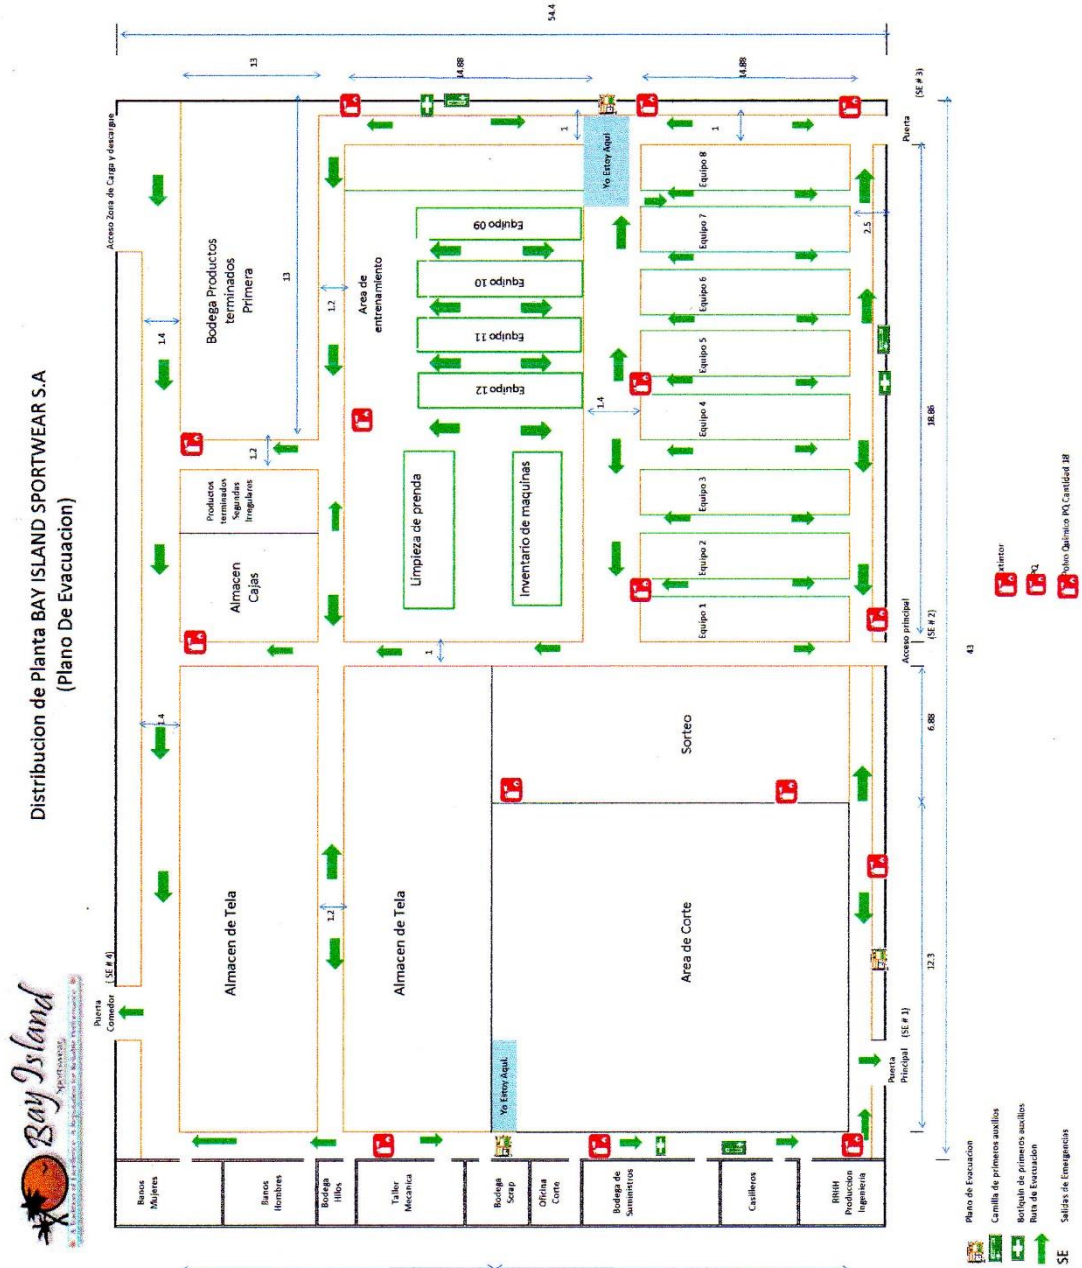 Distribucion de Planta BAY ISLAND SPORTWEAR S.A
(Plano De Evacuacion)
Bay Island
Sportswear
Puerta
Comedor
( SE # 4)
Acceso Zona de Carga y descargue
54.4
13
14.88
14.88
Banos
Mujeres
Banos
Hombres
Bodega
Hilos
Taller
Mecanica
Bodega
Scrap
Oficina
Corte
Bodega de
Suministros
Casilleros
RRHH
Produccion
Ingenieria
1.4
1.4
Almacen de Tela
Almacen
Cajas
Productos
terminados
Segundas
Irregulares
1.2
Bodega Productos
terminados
Primera
13
1.2
1.2
Almacen de Tela
1
Limpieza de prenda
Inventario de maquinas
Area de
entrenamiento
Equipo 12
Equipo 11
Equipo 10
Equipo 09
1
Yo Estoy Aqui.
Yo Estoy Aqui
1.4
Area de Corte
Sorteo
Equipo 1
Equipo 2
Equipo 3
Equipo 4
Equipo 5
Equipo 6
Equipo 7
Equipo 8
1
2.5
Puerta
Principal
(SE # 1)
Acceso principal
(SE # 2)
Puerta
(SE # 3)
12.3
6.88
18.86
43
Plano de Evacuacion
Camilla de primeros auxilios
Botiquin de primeros auxilios
Ruta de Evacuacion
SE
Salidas de Emergencias
xtintor
PQ
Polvo Quimico PQ Cantidad 18